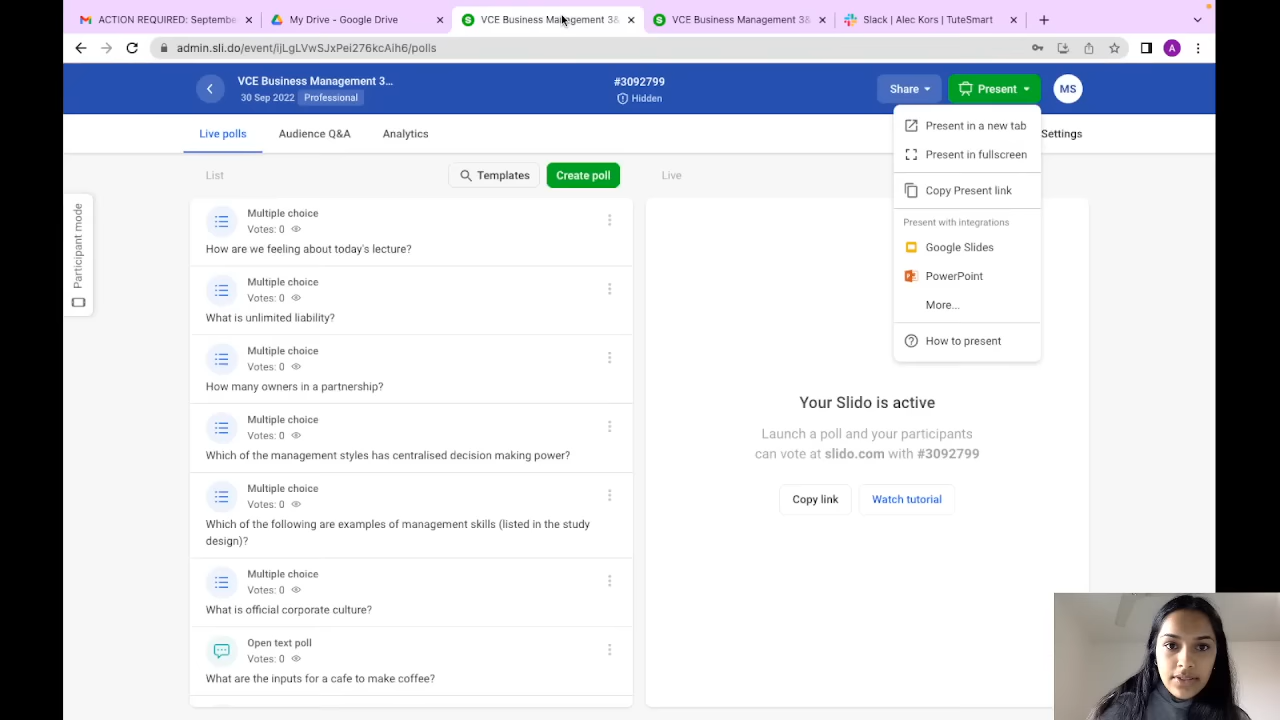 ACTION REQUIRED: Septembe
My Drive - Google Drive
VCE Business Management 3&
VCE Business Management 3&
Slack | Alec Kors | TuteSmart
admin.sli.do/event/ijLgLVwSJxPei276kcAih6/polls
A
VCE Business Management 3...
30 Sep 2022
Professional
#3092799
Hidden
Share
Present
MS
Live polls
Audience Q&A
Analytics
Settings
Present in a new tab
Present in fullscreen
Copy Present link
Present with integrations
Google Slides
PowerPoint
More...
How to present
Participant mode
List
Templates
Create poll
Live
Multiple choice
Votes: 0
How are we feeling about today's lecture?
Multiple choice
Votes: 0
What is unlimited liability?
Multiple choice
Votes: 0
How many owners in a partnership?
Multiple choice
Votes: 0
Which of the management styles has centralised decision making power?
Multiple choice
Votes: 0
Which of the following are examples of management skills (listed in the study
design)?
Multiple choice
Votes: 0
What is official corporate culture?
Open text poll
Votes: 0
What are the inputs for a cafe to make coffee?
Your Slido is active
Launch a poll and your participants
can vote at slido.com with #3092799
Copy link
Watch tutorial